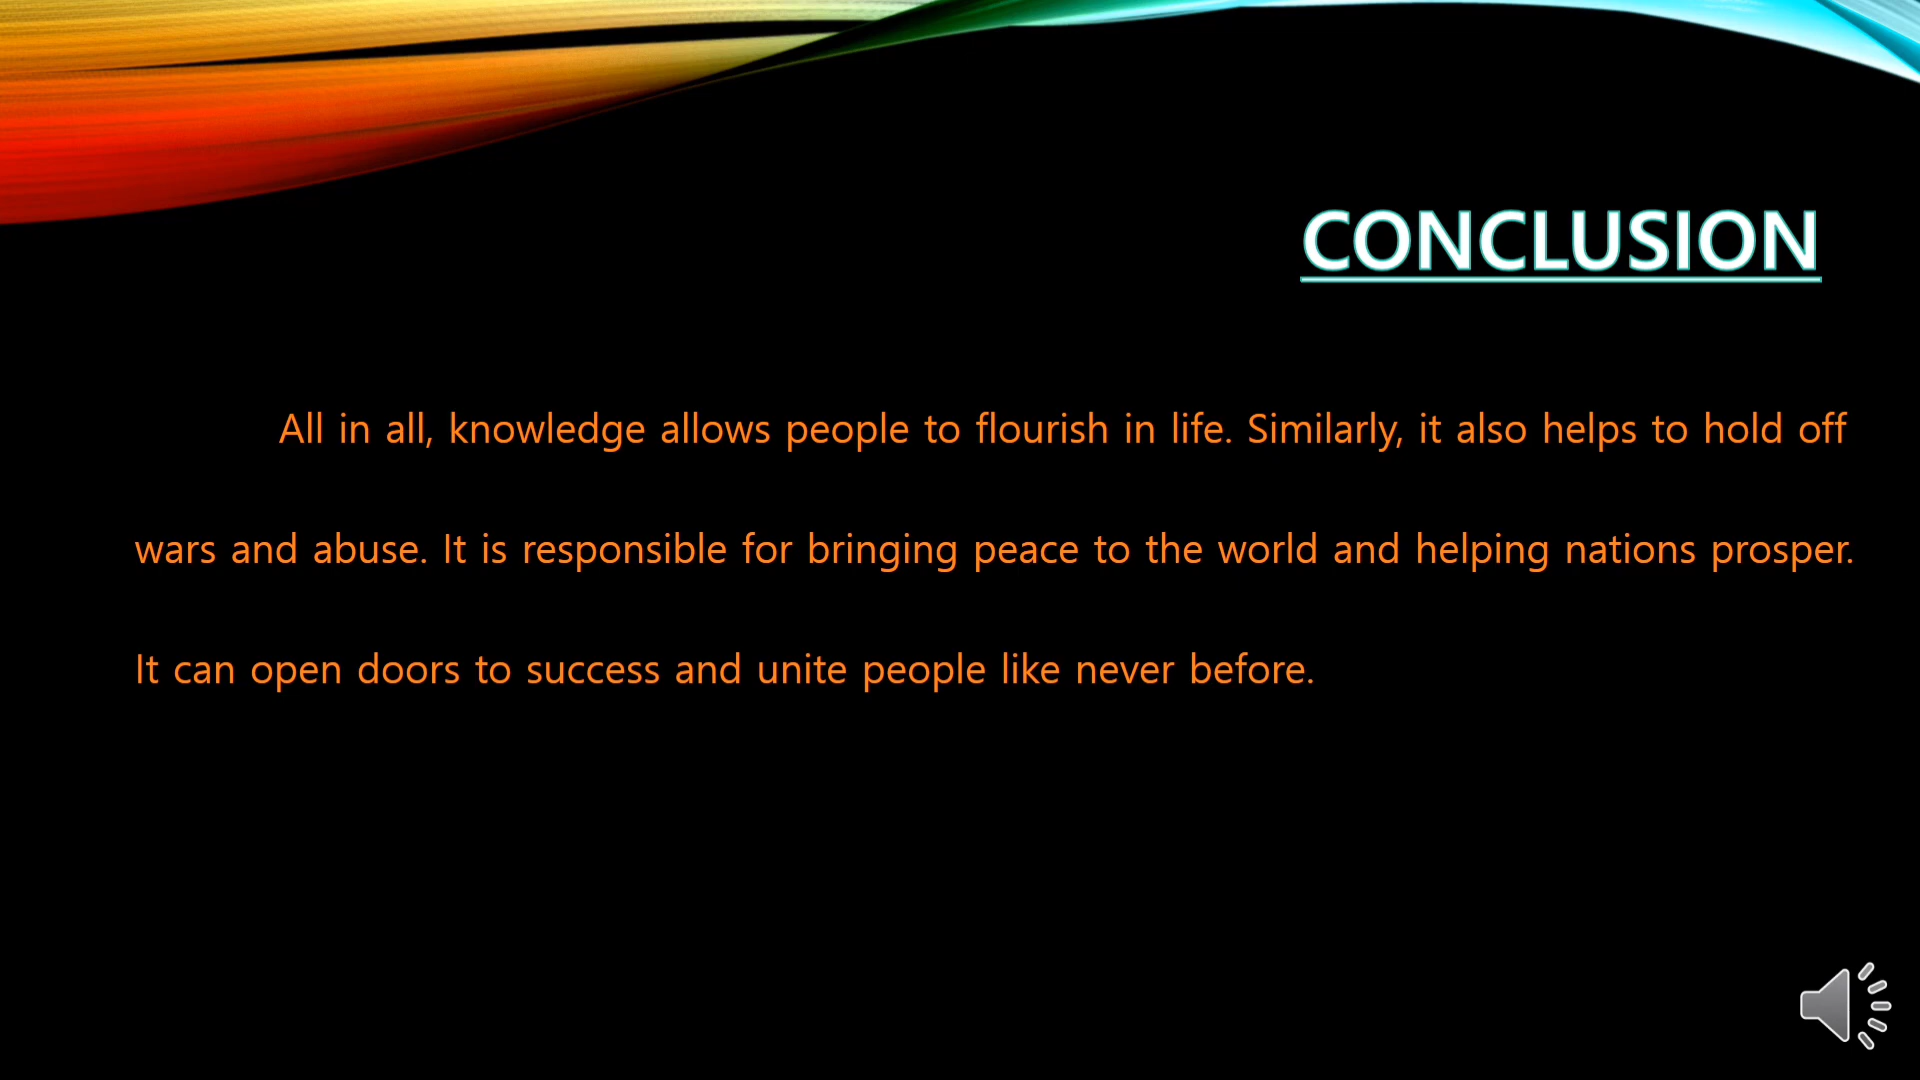 CONCLUSION
All in all, knowledge allows people to flourish in life. Similarly, it also helps to hold off
wars and abuse. It is responsible for bringing peace to the world and helping nations prosper.
It can open doors to success and unite people like never before.